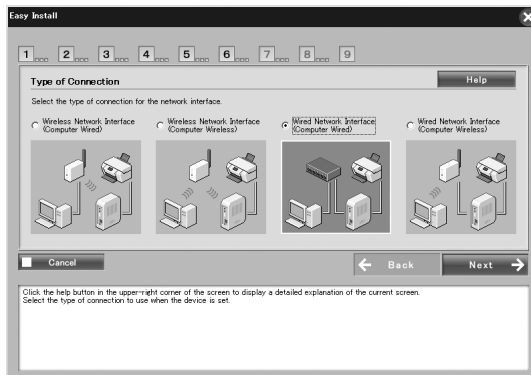 Easy Install
1 2 3 4 5 6 7 8 9
Type of Connection
Help
Select the type of connection for the network interface.
Wireless Network Interface
(Computer Wired)
Wireless Network Interface
(Computer Wireless)
Wired Network Interface
(Computer Wired)
Wired Network Interface
(Computer Wireless)
Cancel
Back
Next
Click the help button in the upper-right corner of the screen to display a detailed explanation of the current screen.
Select the type of connection to use when the device is set.